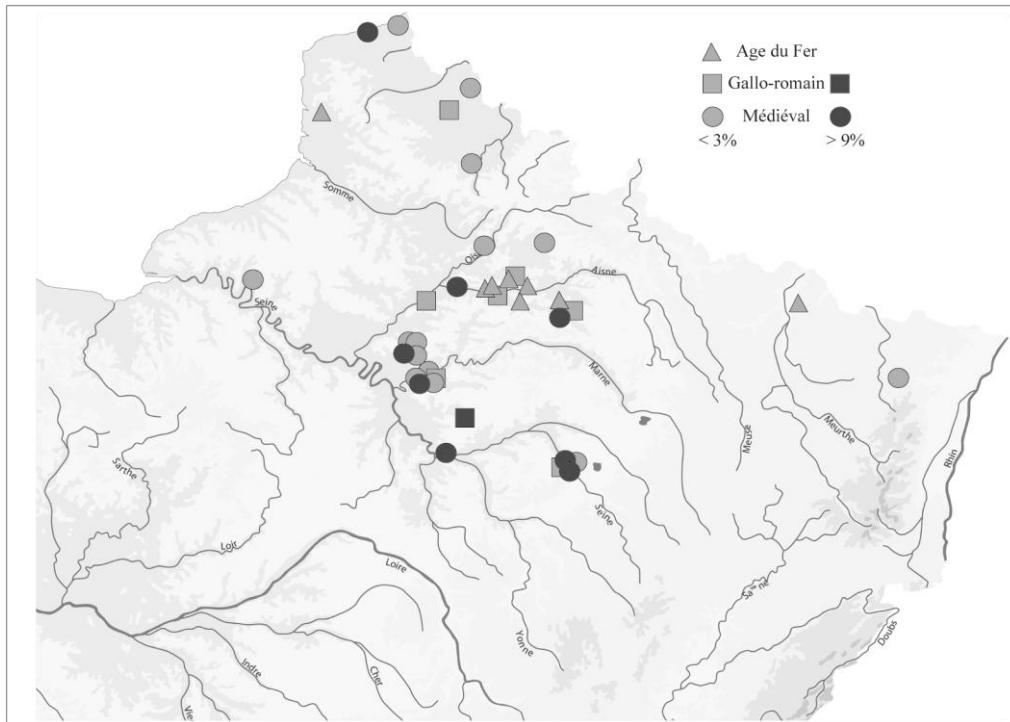 Age du Fer
Gallo-romain
Médiéval
< 3% > 9%
Somme
Oise
Aisne
Seine
Marne
Meuse
Meurthe
Rhin
Sarthe
Seine
Loir
Loire
Saône
Yonne
Doubs
Indre
Cher
Vie